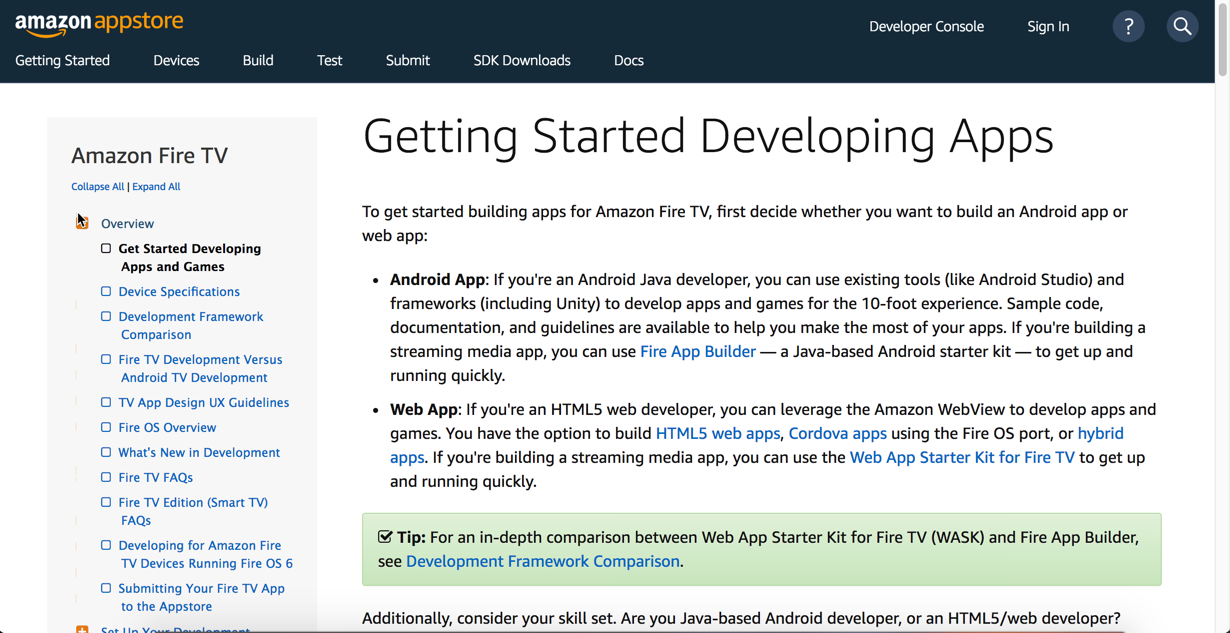 amazon appstore
Developer Console
Sign In
?
Getting Started
Devices
Build
Test
Submit
SDK Downloads
Docs
Amazon Fire TV
Collapse All | Expand All
Overview
Get Started Developing
Apps and Games
Device Specifications
Development Framework
Comparison
Fire TV Development Versus
Android TV Development
TV App Design UX Guidelines
Fire OS Overview
What's New in Development
Fire TV FAQs
Fire TV Edition (Smart TV)
FAQs
Developing for Amazon Fire
TV Devices Running Fire OS 6
Submitting Your Fire TV App
to the Appstore
Set Up Your Development
Getting Started Developing Apps
To get started building apps for Amazon Fire TV, first decide whether you want to build an Android app or
web app:
• Android App: If you're an Android Java developer, you can use existing tools (like Android Studio) and
frameworks (including Unity) to develop apps and games for the 10-foot experience. Sample code,
documentation, and guidelines are available to help you make the most of your apps. If you're building a
streaming media app, you can use Fire App Builder — a Java-based Android starter kit — to get up and
running quickly.
• Web App: If you're an HTML5 web developer, you can leverage the Amazon WebView to develop apps and
games. You have the option to build HTML5 web apps, Cordova apps using the Fire OS port, or hybrid
apps. If you're building a streaming media app, you can use the Web App Starter Kit for Fire TV to get up
and running quickly.
Tip: For an in-depth comparison between Web App Starter Kit for Fire TV (WASK) and Fire App Builder,
see Development Framework Comparison.
Additionally, consider your skill set. Are you Java-based Android developer, or an HTML5/web developer?